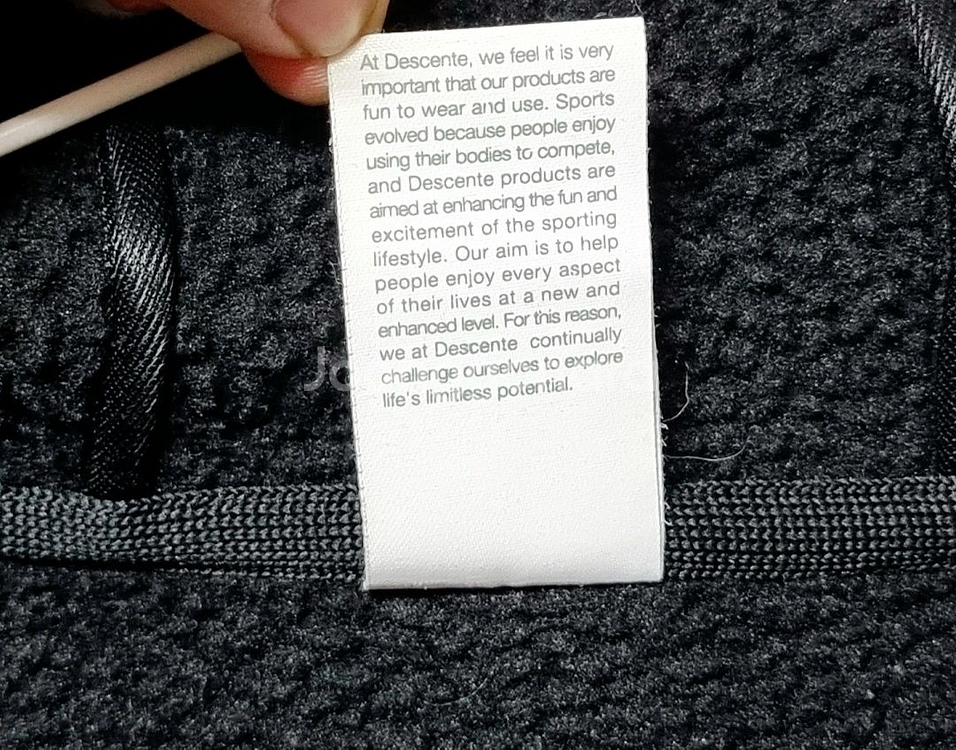 At Descente, we feel it is very
important that our products are
fun to wear and use. Sports
evolved because people enjoy
using their bodies to compete,
and Descente products are
aimed at enhancing the fun and
excitement of the sporting
lifestyle. Our aim is to help
people enjoy every aspect
of their lives at a new and
enhanced level. For this reason,
we at Descente continually
challenge ourselves to explore
life's limitless potential.